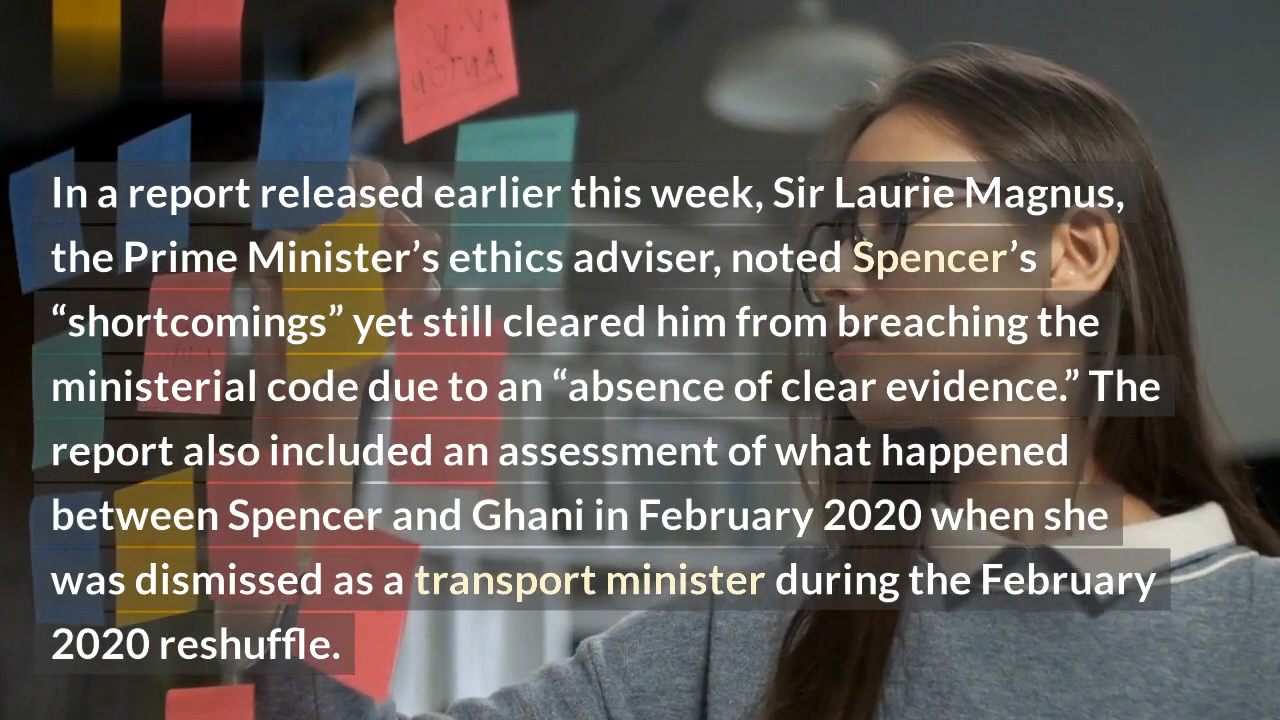 In a report released earlier this week, Sir Laurie Magnus,
the Prime Minister’s ethics adviser, noted Spencer’s
“shortcomings” yet still cleared him from breaching the
ministerial code due to an “absence of clear evidence.” The
report also included an assessment of what happened
between Spencer and Ghani in February 2020 when she
was dismissed as a transport minister during the February
2020 reshuffle.